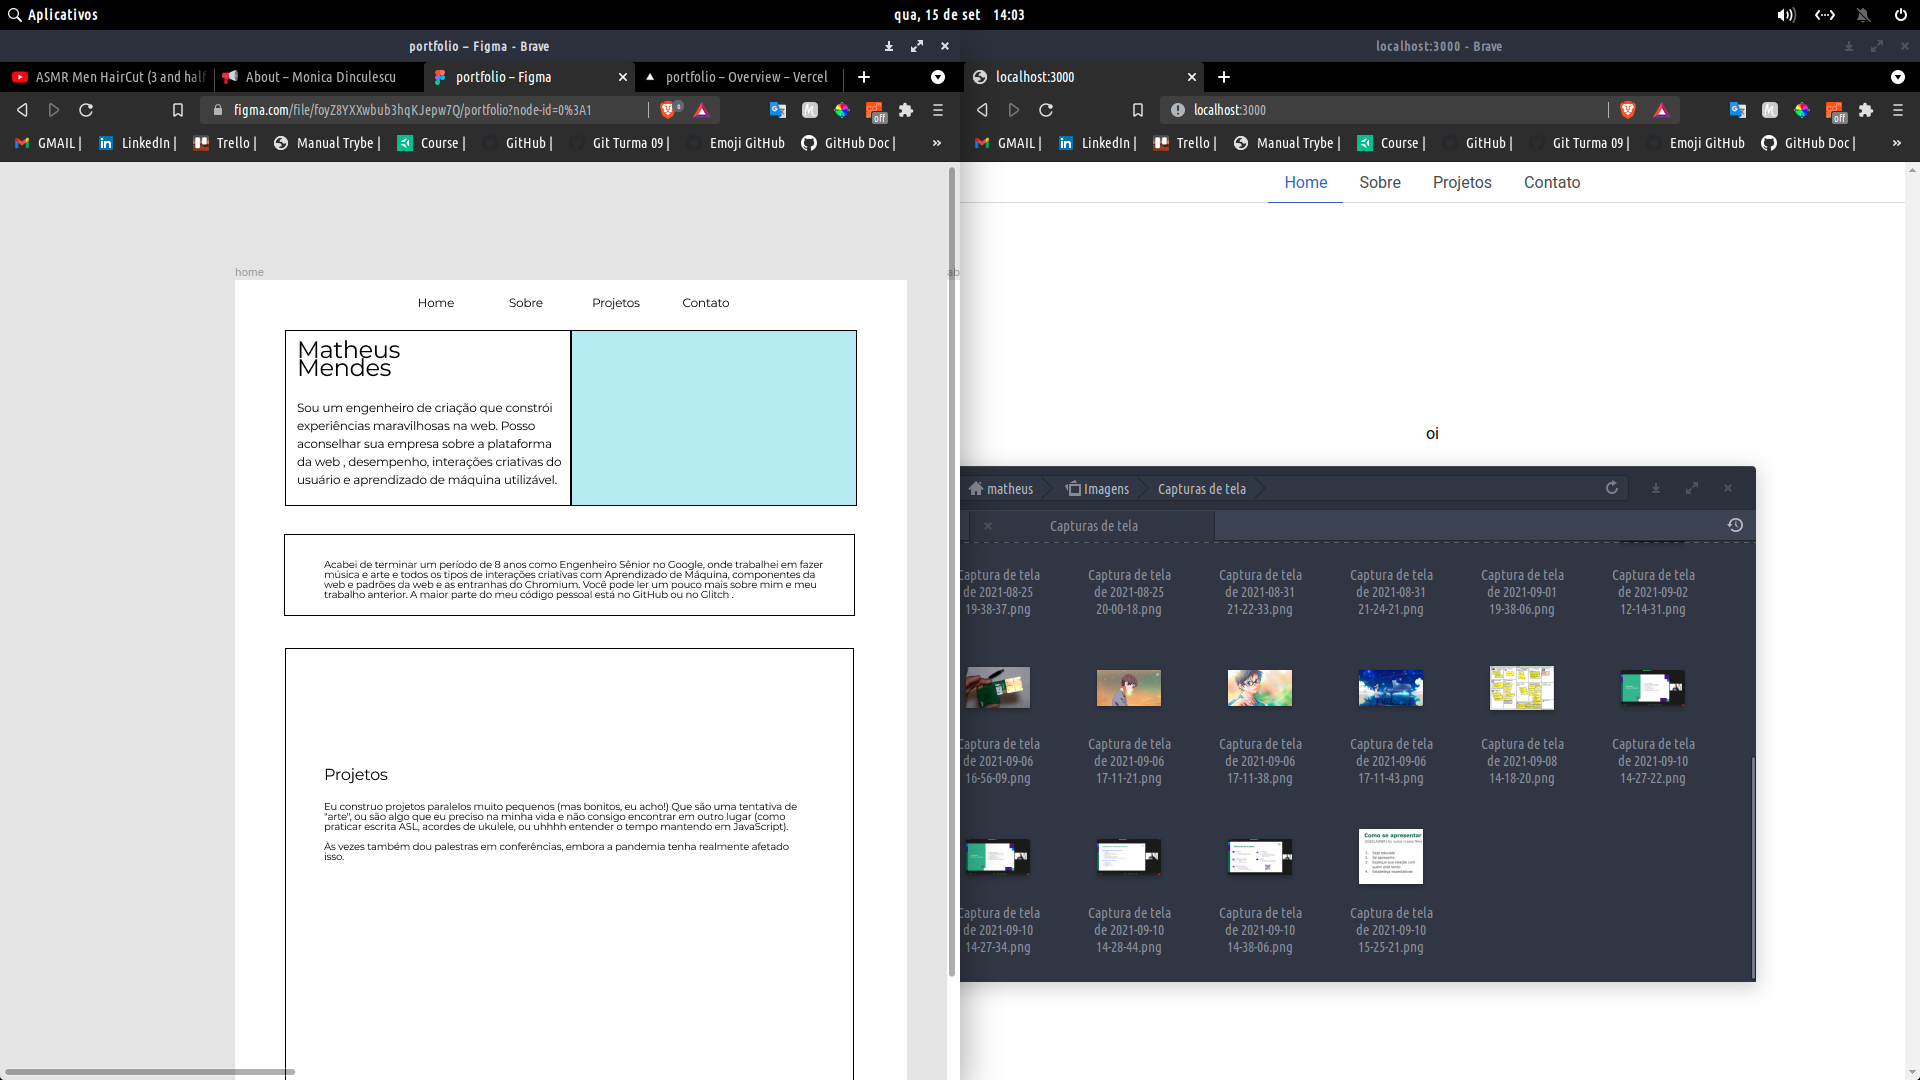 Aplicativos
qua, 15 de set 14:03
portfolio – Figma - Brave
ASMR Men HairCut (3 and half
About – Monica Dinculescu
portfolio – Figma
portfolio – Overview – Vercel
figma.com/file/foyZ8YXXwbub3hqKJepw7Q/portfolio?node-id=0%3A1
6
off
GMAIL |
LinkedIn |
Trello |
Manual Trybe |
Course |
GitHub |
Git Turma 09 |
Emoji GitHub
GitHub Doc |
»
home
ab
Home
Sobre
Projetos
Contato
Matheus
Mendes
Sou um engenheiro de criação que constrói
experiências maravilhosas na web. Posso
aconselhar sua empresa sobre a plataforma
da web , desempenho, interações criativas do
usuário e aprendizado de máquina utilizável.
Acabei de terminar um período de 8 anos como Engenheiro Sênior no Google, onde trabalhei em fazer
música e arte e todos os tipos de interações criativas com Aprendizado de Máquina, componentes da
web e padrões da web e as entranhas do Chromium. Você pode ler um pouco mais sobre mim e meu
trabalho anterior. A maior parte do meu código pessoal está no GitHub ou no Glitch .
Projetos
Eu construo projetos paralelos muito pequenos (mas bonitos, eu acho!) Que são uma tentativa de
"arte", ou são algo que eu preciso na minha vida e não consigo encontrar em outro lugar (como
praticar escrita ASL, acordes de ukulele, ou uhhhh entender o tempo mantendo em JavaScript).
Às vezes também dou palestras em conferências, embora a pandemia tenha realmente afetado
isso.
localhost:3000 - Brave
localhost:3000
localhost:3000
off
GMAIL |
LinkedIn |
Trello |
Manual Trybe |
Course |
GitHub |
Git Turma 09 |
Emoji GitHub
GitHub Doc |
»
Home
Sobre
Projetos
Contato
oi
matheus
Imagens
Capturas de tela
Capturas de tela
Captura de tela
de 2021-08-25
19-38-37.png
Captura de tela
de 2021-08-25
20-00-18.png
Captura de tela
de 2021-08-31
21-22-33.png
Captura de tela
de 2021-08-31
21-24-21.png
Captura de tela
de 2021-09-01
19-38-06.png
Captura de tela
de 2021-09-02
12-14-31.png
Captura de tela
de 2021-09-06
16-56-09.png
Captura de tela
de 2021-09-06
17-11-21.png
Captura de tela
de 2021-09-06
17-11-38.png
Captura de tela
de 2021-09-06
17-11-43.png
Captura de tela
de 2021-09-08
14-18-20.png
Captura de tela
de 2021-09-10
14-27-22.png
Como se apresentar
Captura de tela
de 2021-09-10
14-27-34.png
Captura de tela
de 2021-09-10
14-28-44.png
Captura de tela
de 2021-09-10
14-38-06.png
Captura de tela
de 2021-09-10
15-25-21.png